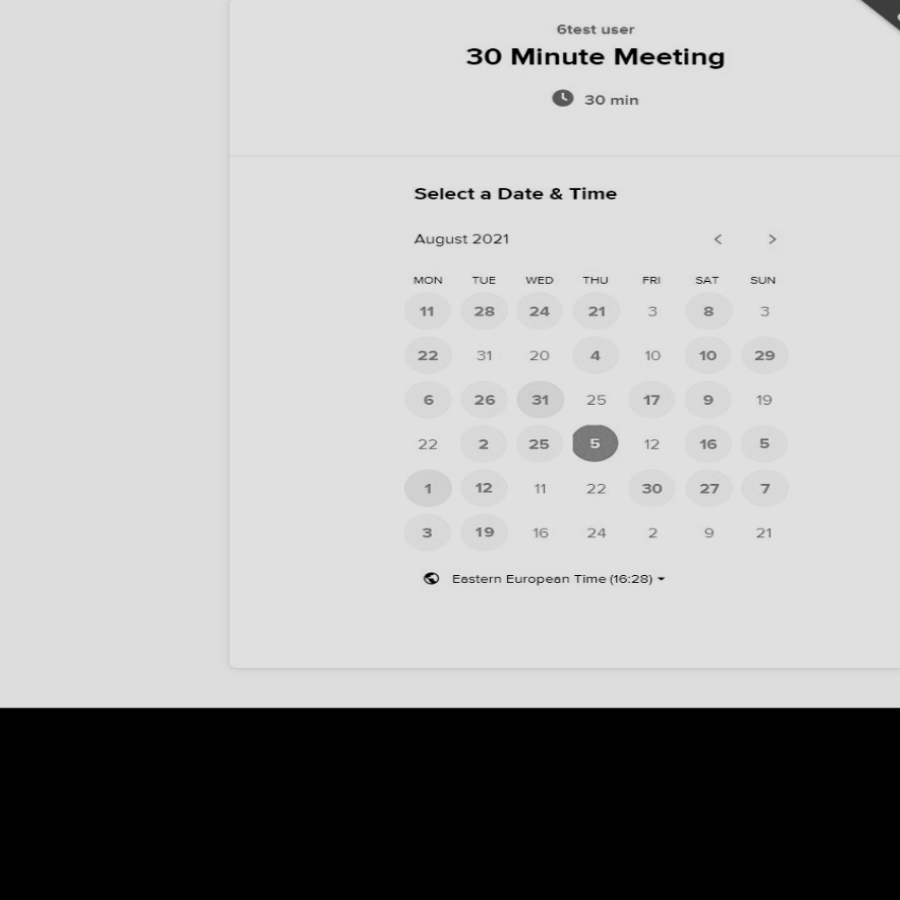 6test user
30 Minute Meeting
30 min
Select a Date & Time
August 2021
MON TUE WED THU FRI SAT SUN
11 28 24 21 3 8 3
22 31 20 4 10 10 29
6 26 31 25 17 9 19
22 2 25 5 12 16 5
1 12 11 22 30 27 7
3 19 16 24 2 9 21
Eastern European Time (16:28)